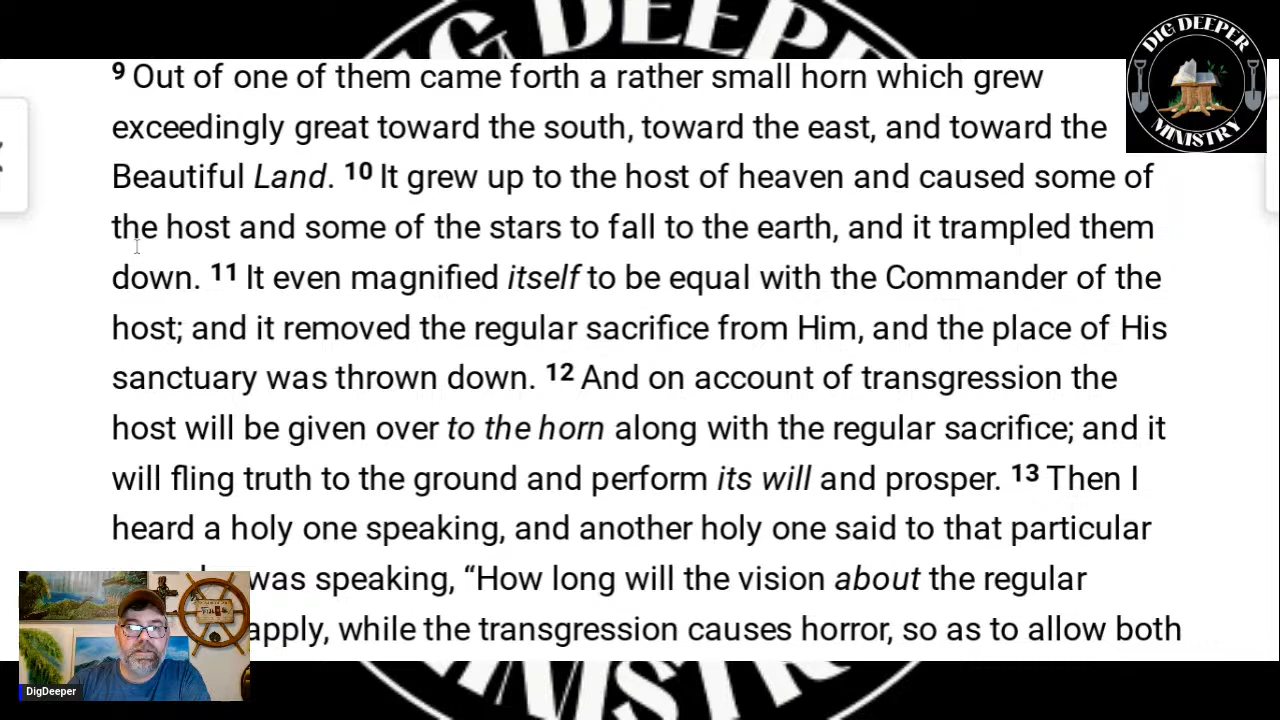 DIG DEEPER
MINISTRY
9 Out of one of them came forth a rather small horn which grew
exceedingly great toward the south, toward the east, and toward the
Beautiful Land. 10 It grew up to the host of heaven and caused some of
the host and some of the stars to fall to the earth, and it trampled them
down. 11 It even magnified itself to be equal with the Commander of the
host; and it removed the regular sacrifice from Him, and the place of His
sanctuary was thrown down. 12 And on account of transgression the
host will be given over to the horn along with the regular sacrifice; and it
will fling truth to the ground and perform its will and prosper. 13 Then I
heard a holy one speaking, and another holy one said to that particular
was speaking, “How long will the vision about the regular
apply, while the transgression causes horror, so as to allow both
DigDeeper